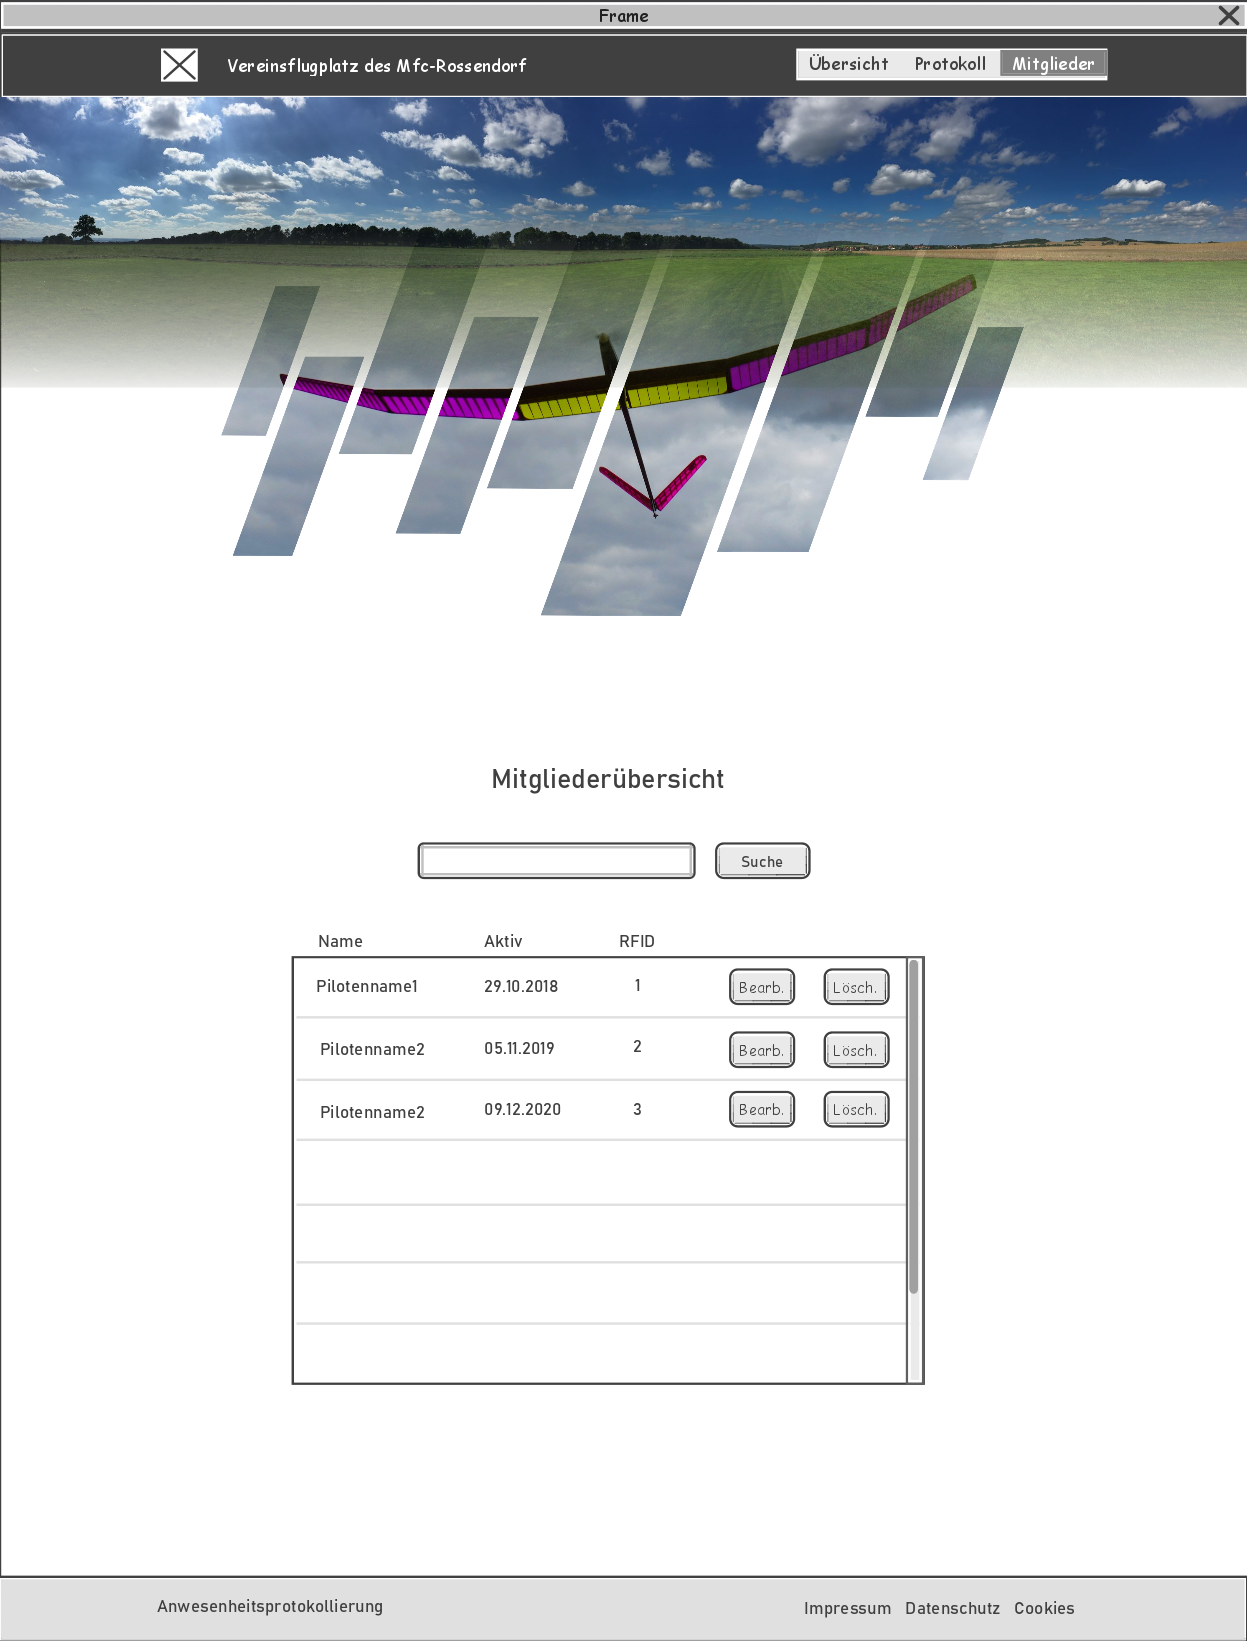 Frame
Vereinsflugplatz des Mfc-Rossendorf
Übersicht Protokoll Mitglieder
Mitgliederübersicht
Suche
Name Aktiv RFID
Pilotenname1 29.10.2018 1 Bearb. Lösch.
Pilotenname2 05.11.2019 2 Bearb. Lösch.
Pilotenname2 09.12.2020 3 Bearb. Lösch.
Anwesenheitsprotokollierung
Impressum Datenschutz Cookies